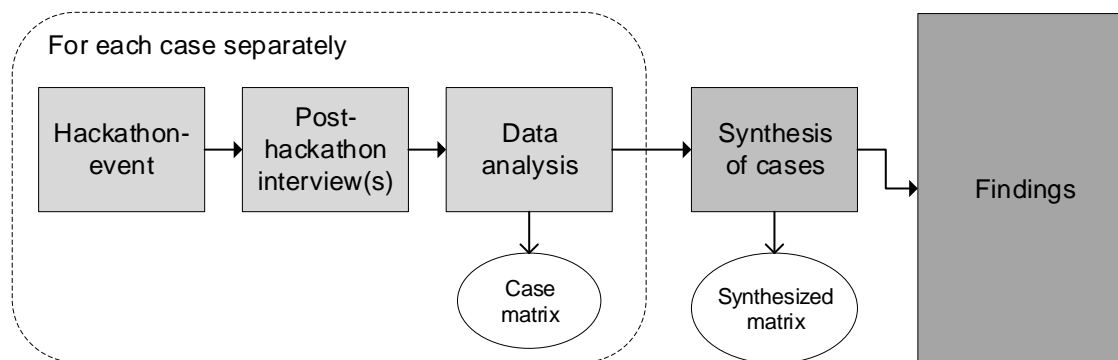 For each case separately
Hackathon-
event
Post-
hackathon
interview(s)
Data
analysis
Synthesis
of cases
Findings
Case
matrix
Synthesized
matrix